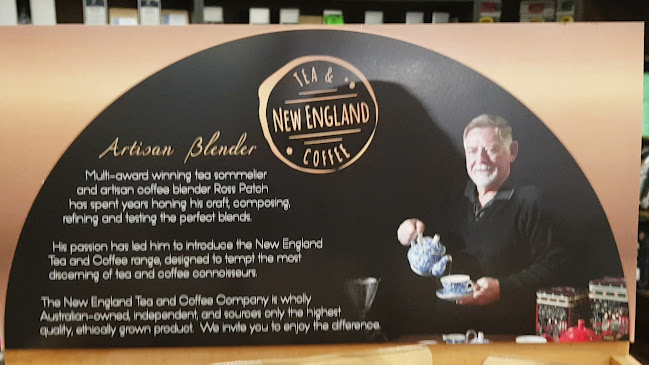 TEA &
NEW ENGLAND
COFFEE
Artisan Blender
Multi-award winning tea sommelier
and artisan coffee blender Ross Patch
has spent years honing his craft, composing,
refining and testing the perfect blends.
His passion has led him to introduce the New England
Tea and Coffee range, designed to tempt the most
discerning of tea and coffee connoisseurs.
The New England Tea and Coffee Company is wholly
Australian-owned, independent, and sources only the highest
quality, ethically grown product. We invite you to enjoy the difference.